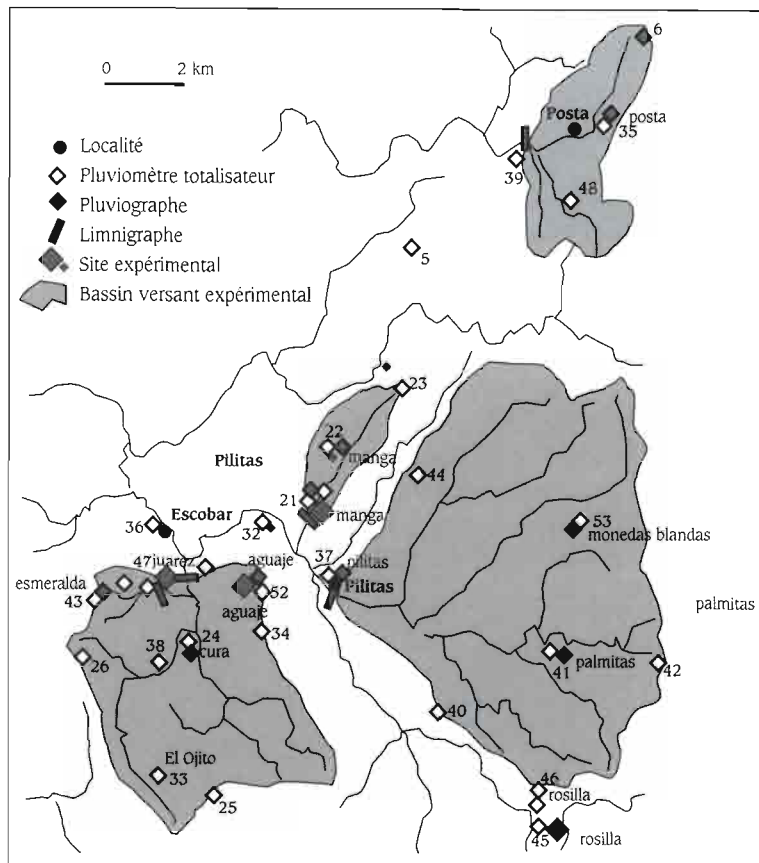 0 2 km
Localité
Pluviomètre totalisateur
Pluviographe
Limnigraphe
Site expérimental
Bassin versant expérimental
6
Posta
posta
35
39
48
5
23
22
manga
Pilitas
44
21
manga
Escobar
36
32
53
monedas blandas
47 juarez
aguaje
37
pilitas
Pilitas
esmeralda
43
52
aguaje
palmitas
34
24
cura
38
26
41
palmitas
42
40
El Ojito
33
25
46
rosilla
45
rosilla